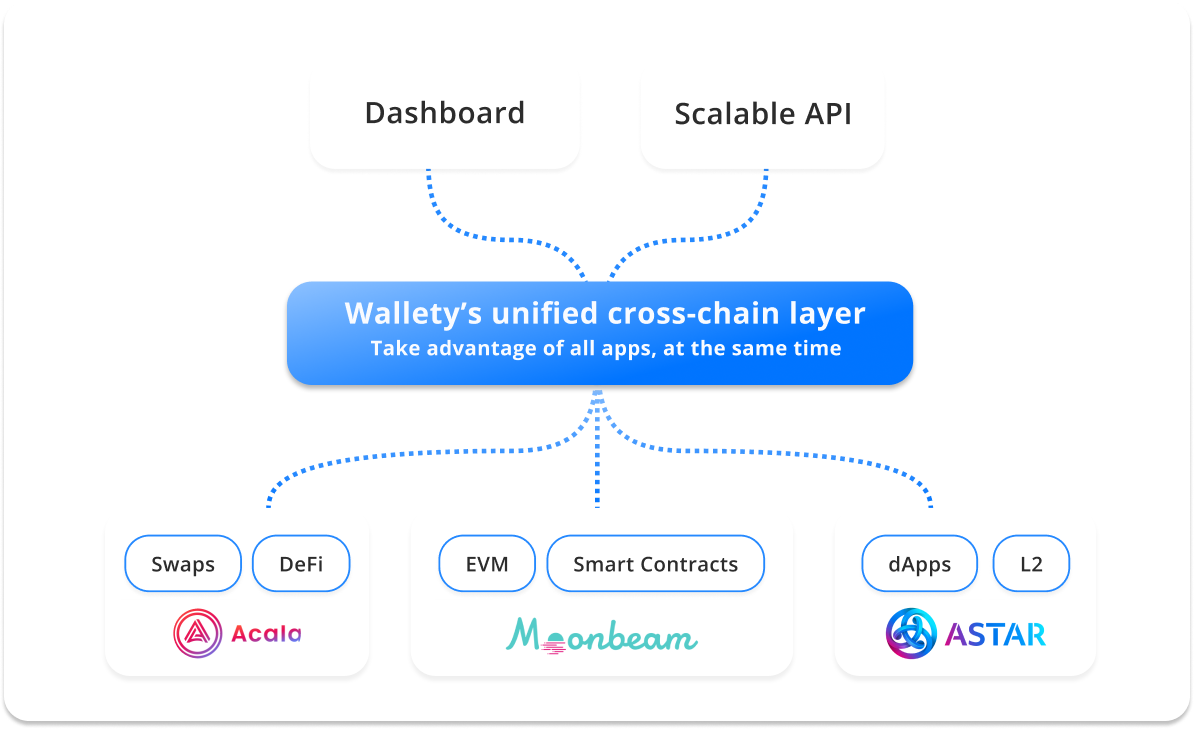 Dashboard
Scalable API
Wallety’s unified cross-chain layer
Take advantage of all apps, at the same time
Swaps
DeFi
EVM
Smart Contracts
dApps
L2
Acala
Moonbeam
ASTAR